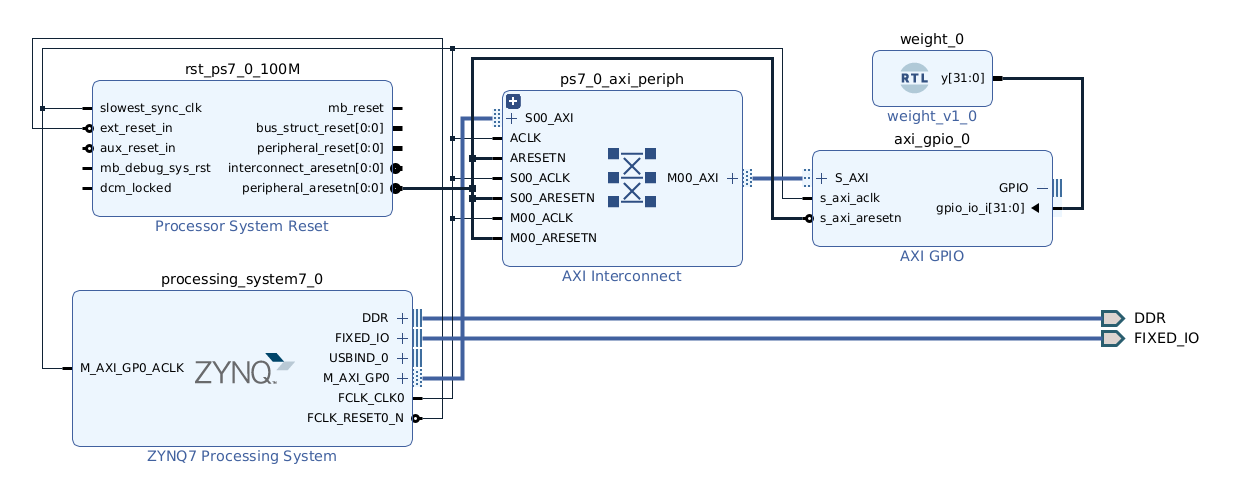 weight_0
RTL y[31:0]
weight_v1_0
rst_ps7_0_100M
slowest_sync_clk mb_reset
ext_reset_in bus_struct_reset[0:0]
aux_reset_in peripheral_reset[0:0]
mb_debug_sys_rst interconnect_aresetn[0:0]
dcm_locked peripheral_aresetn[0:0]
Processor System Reset
ps7_0_axi_periph
S00_AXI
ACLK
ARESETN
S00_ACLK M00_AXI
S00_ARESETN
M00_ACLK
M00_ARESETN
AXI Interconnect
axi_gpio_0
S_AXI GPIO
s_axi_aclk gpio_io_i[31:0]
s_axi_aresetn
AXI GPIO
processing_system7_0
DDR
FIXED_IO
USBIND_0
M_AXI_GP0_ACLK ZYNQ M_AXI_GP0
FCLK_CLK0
FCLK_RESET0_N
ZYNQ7 Processing System
DDR
FIXED_IO